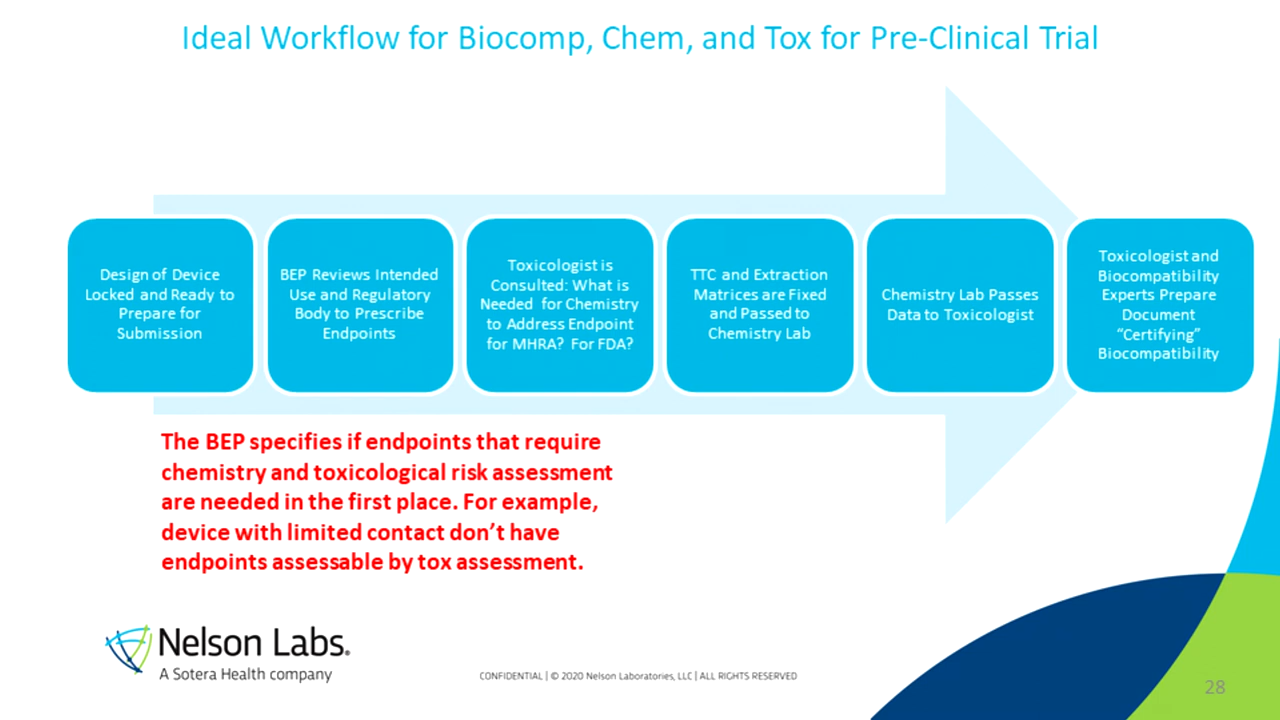 Ideal Workflow for Biocomp, Chem, and Tox for Pre-Clinical Trial
Design of Device
Locked and Ready to
Prepare for
Submission
BEP Reviews Intended
Use and Regulatory
Body to Prescribe
Endpoints
Toxicologist is
Consulted: What is
Needed for Chemistry
to Address Endpoint
for MHRA? For FDA?
TTC and Extraction
Matrices are Fixed
and Passed to
Chemistry Lab
Chemistry Lab Passes
Data to Toxicologist
Toxicologist and
Biocompatibility
Experts Prepare
Document
“Certifying”
Biocompatibility
The BEP specifies if endpoints that require
chemistry and toxicological risk assessment
are needed in the first place. For example,
device with limited contact don’t have
endpoints assessable by tox assessment.
Nelson Labs.
A Sotera Health company
CONFIDENTIAL | © 2020 Nelson Laboratories, LLC | ALL RIGHTS RESERVED
28